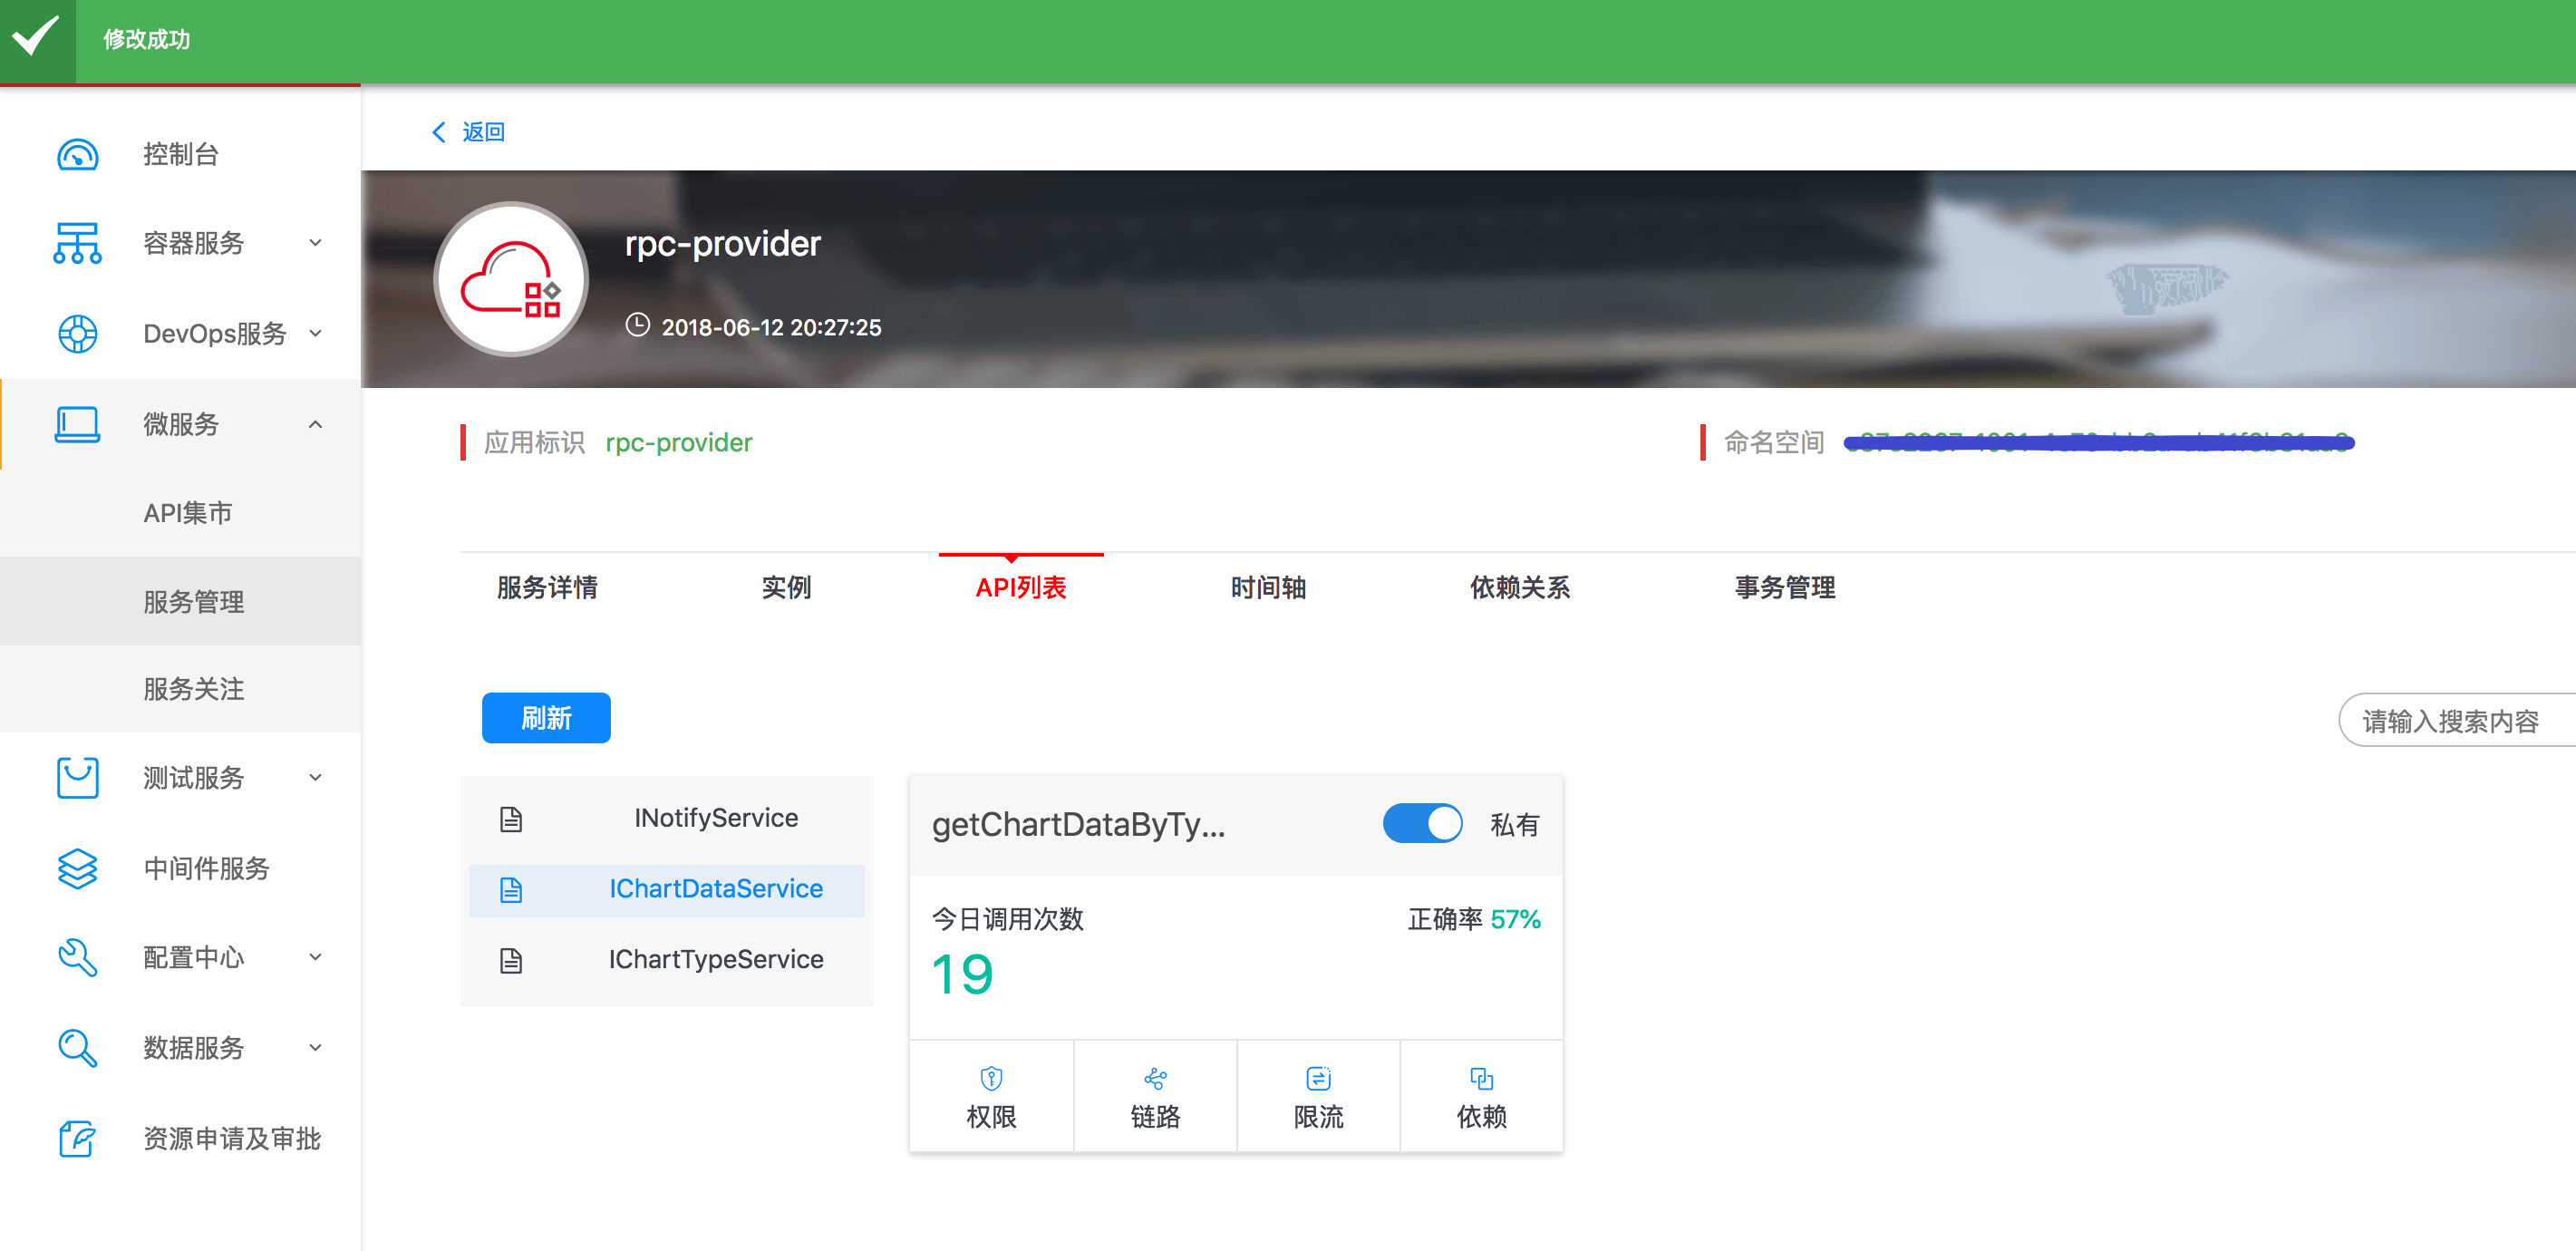 修改成功
返回
控制台
容器服务
DevOps服务
微服务
API集市
服务管理
服务关注
测试服务
中间件服务
配置中心
数据服务
资源申请及审批
rpc-provider
2018-06-12 20:27:25
应用标识 rpc-provider
命名空间
服务详情 实例 API列表 时间轴 依赖关系 事务管理
刷新
请输入搜索内容
INotifyService
IChartDataService
IChartTypeService
getChartDataByTy...
私有
今日调用次数
正确率 57%
19
权限 链路 限流 依赖